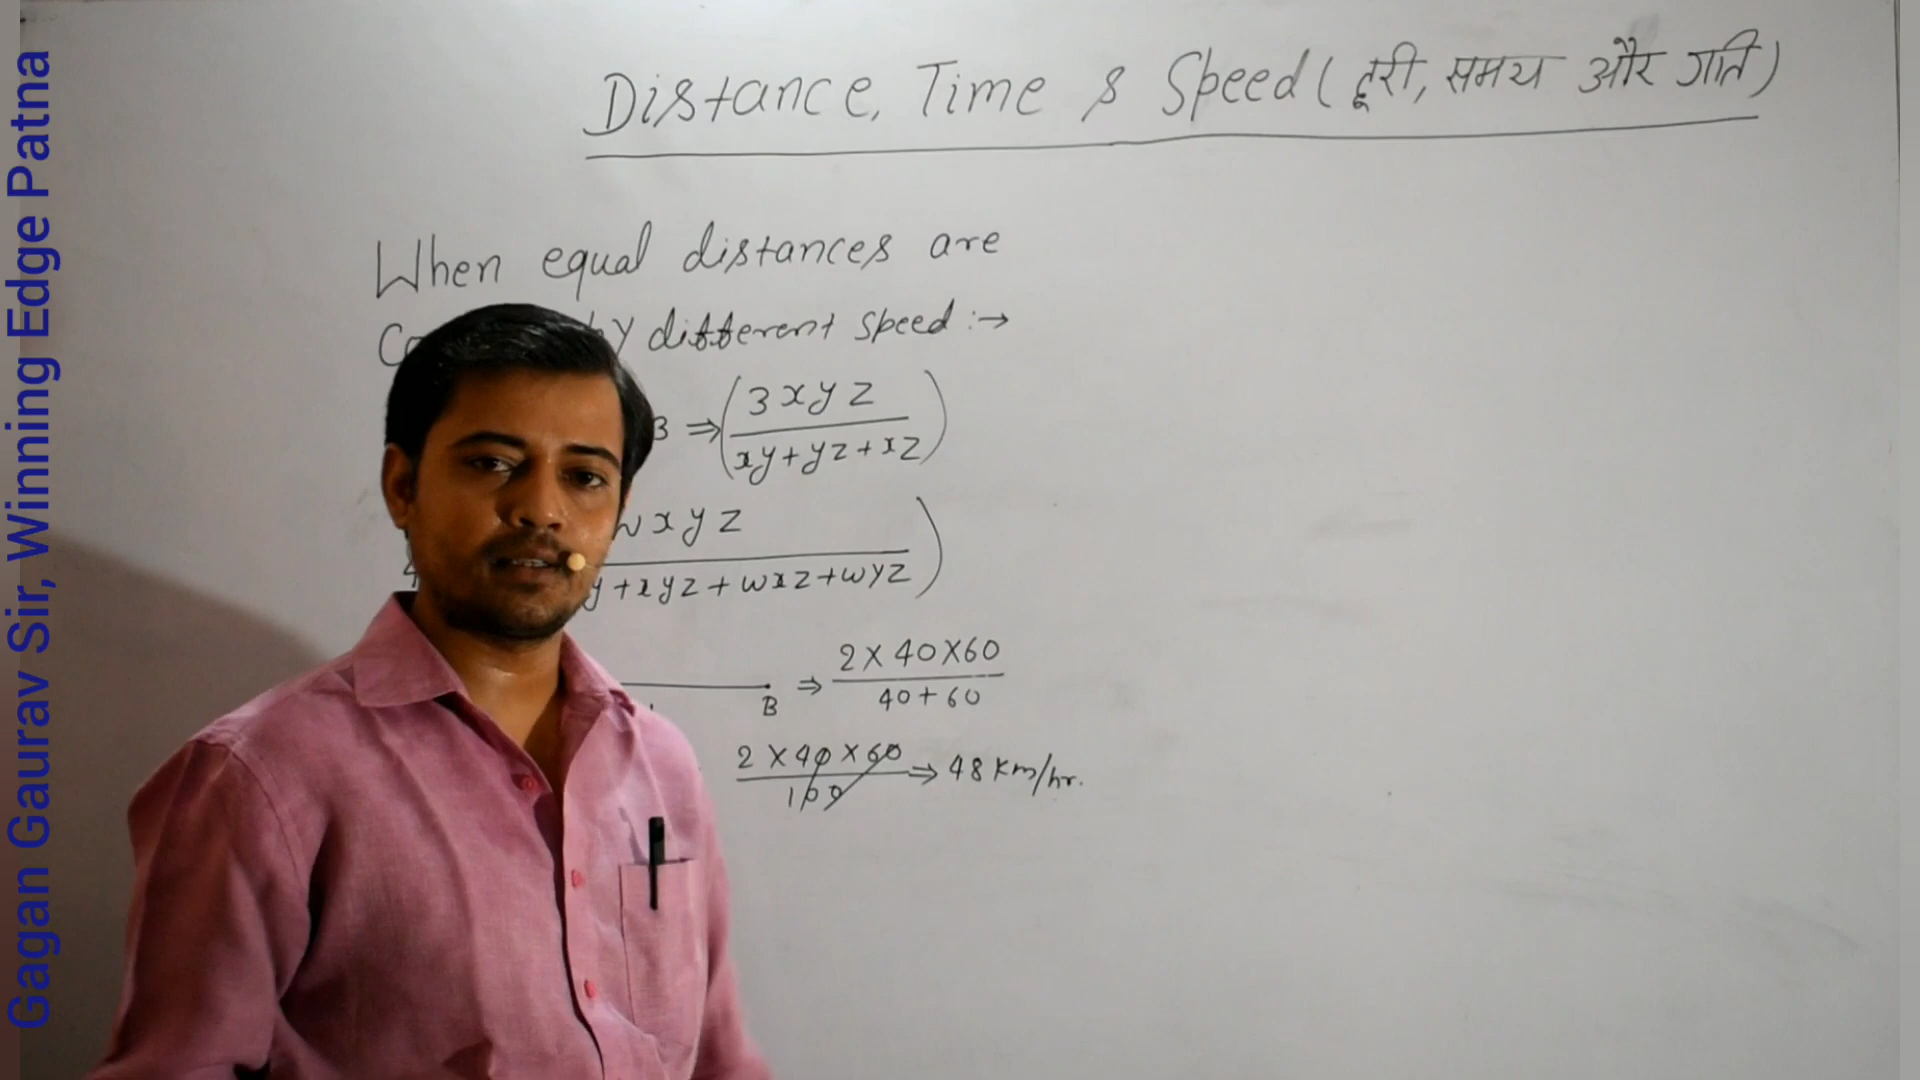 Gagan Gaurav Sir, Winning Edge Patna
Distance, Time & Speed (दूरी, समय और गति)
When equal distances are
by different speed :→
3 ⇒ (3xyz
xy+yz+xz)
wxyz
y+xyz+wxz+wyz)
B ⇒ 2×40×60
40+60
2×40×60 ⇒ 48 Km/hr.
100